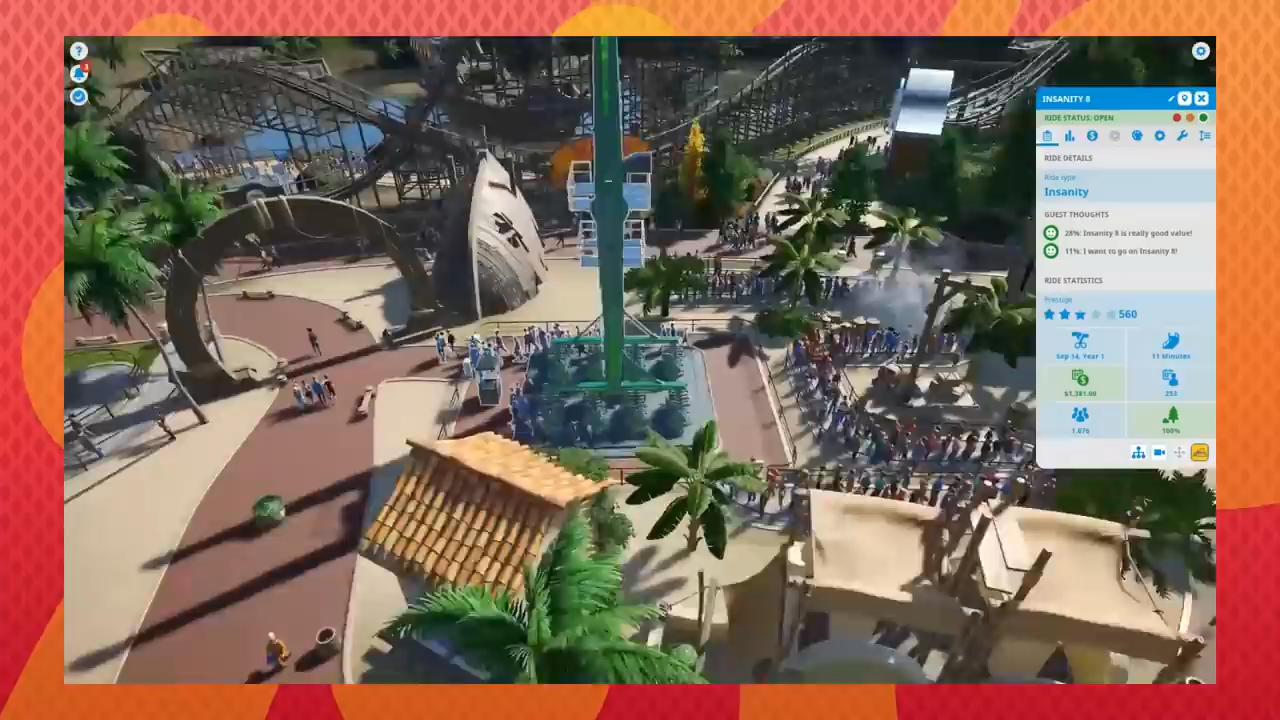 ?
3
INSANITY 8
RIDE STATUS: OPEN
RIDE DETAILS
Ride type
Insanity
GUEST THOUGHTS
28%: Insanity 8 is really good value!
11%: I want to go on Insanity 8!
RIDE STATISTICS
Prestige
560
Sep 14, Year 1
11 Minutes
$1,381.00
253
1,076
100%